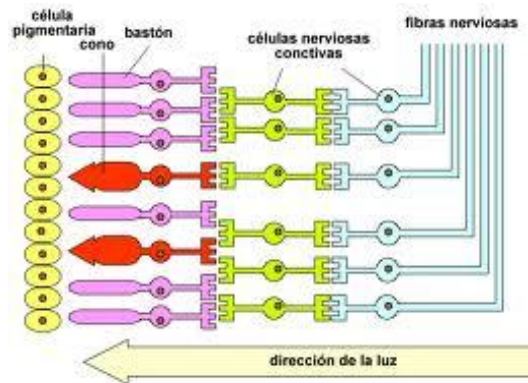 célula
pigmentaria
cono
bastón
células nerviosas
conctivas
fibras nerviosas
dirección de la luz